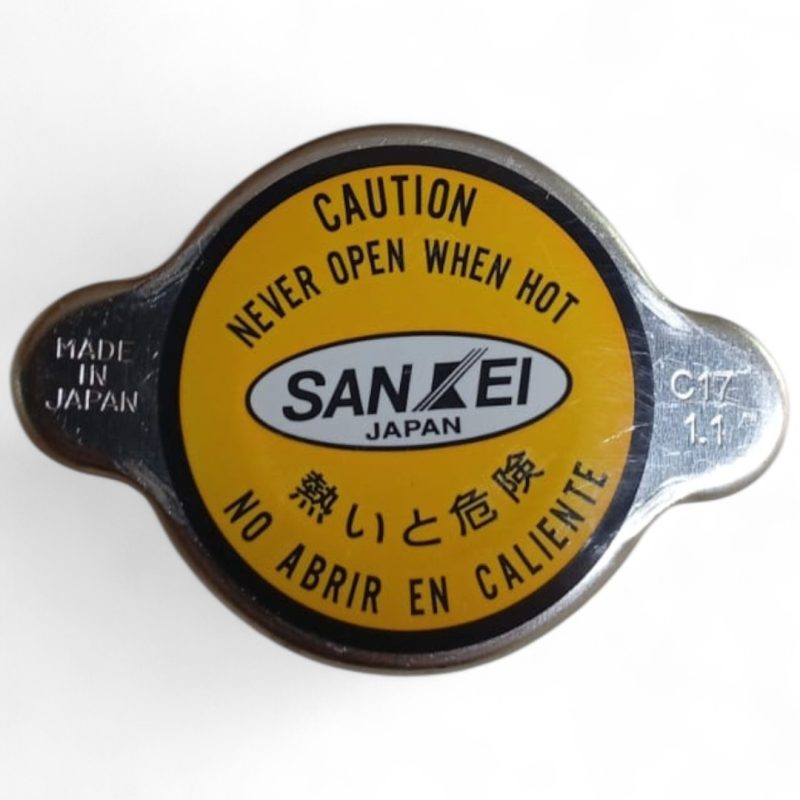 CAUTION
NEVER OPEN WHEN HOT
MADE
IN
JAPAN
SANKEI
JAPAN
C17
1.1
熱いと危険
NO ABRIR EN CALIENTE